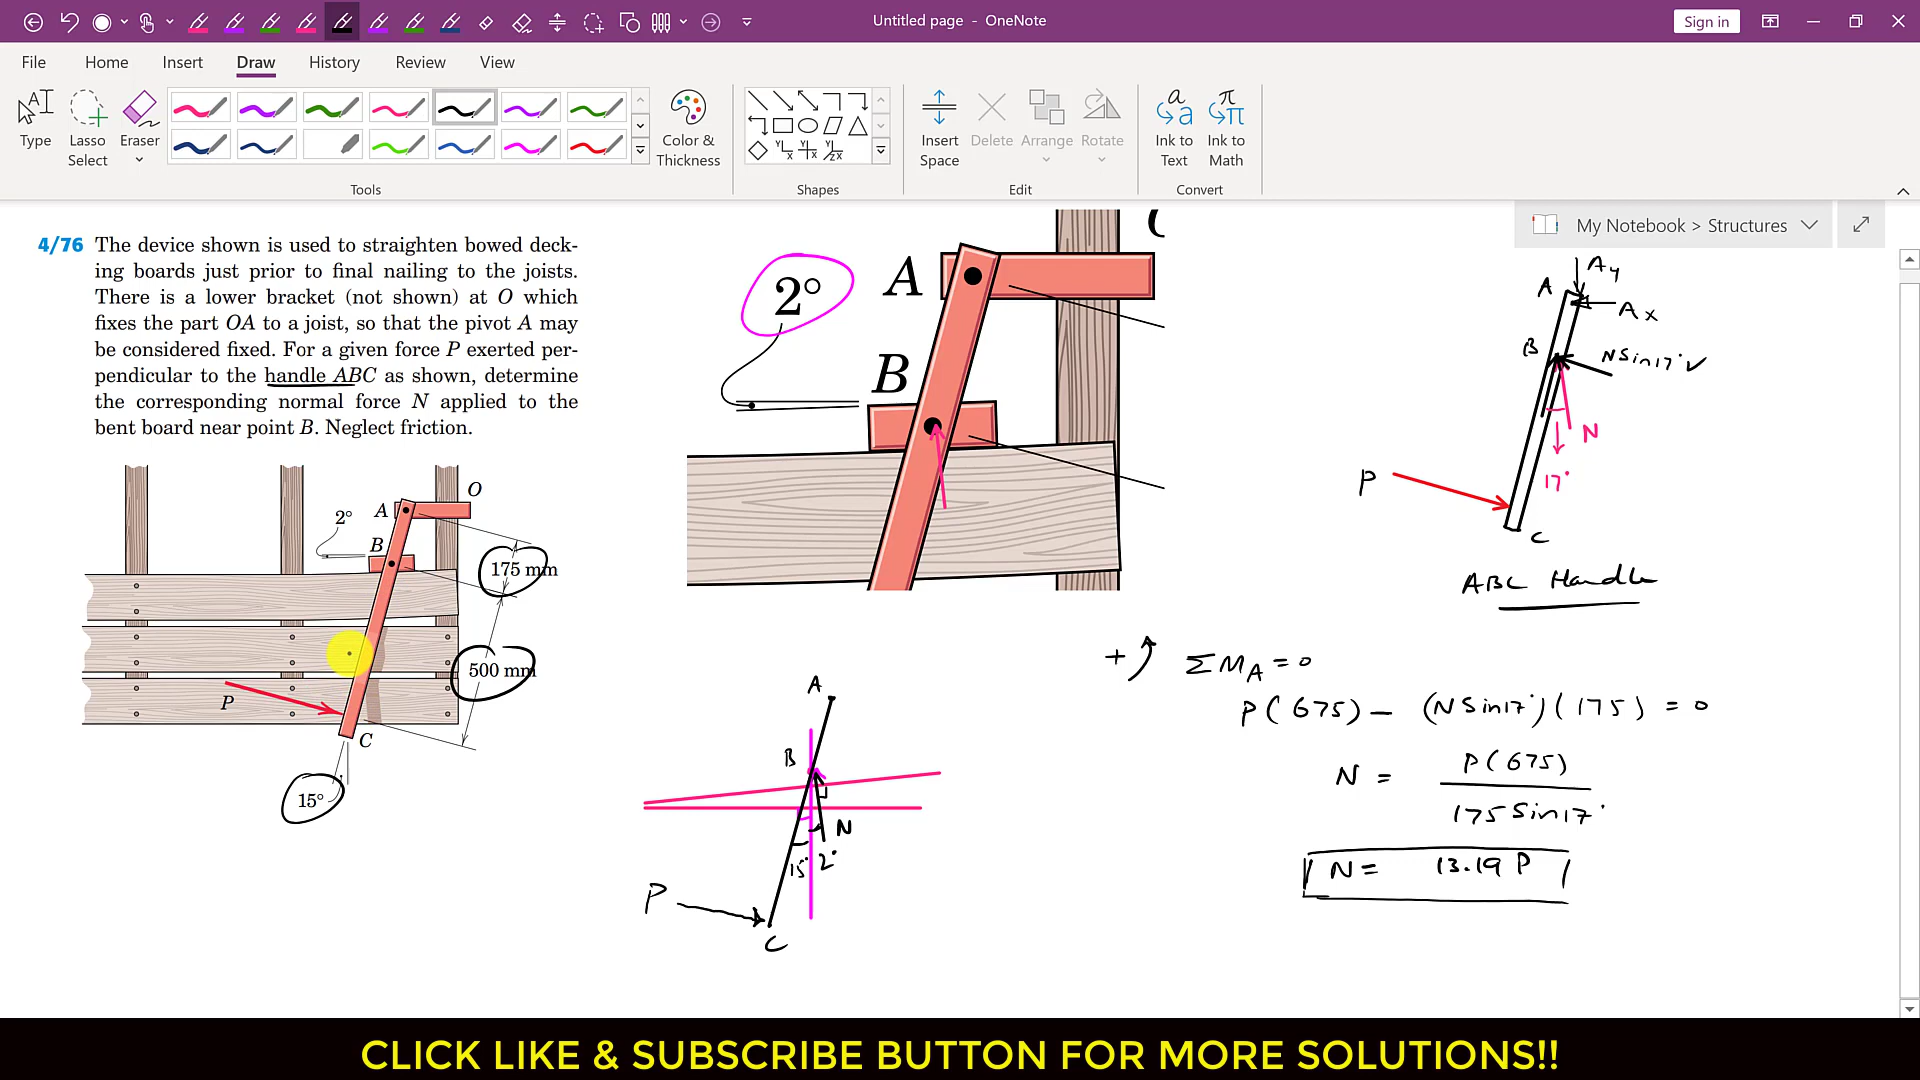 Untitled page - OneNote
Sign in
File Home Insert Draw History Review View
Type
Lasso Select
Eraser
Color & Thickness
Insert Space
Delete
Arrange
Rotate
Ink to Text
Ink to Math
Tools
Shapes
Edit
Convert
My Notebook > Structures
4/76 The device shown is used to straighten bowed deck-
ing boards just prior to final nailing to the joists.
There is a lower bracket (not shown) at O which
fixes the part OA to a joist, so that the pivot A may
be considered fixed. For a given force P exerted per-
pendicular to the handle ABC as shown, determine
the corresponding normal force N applied to the
bent board near point B. Neglect friction.
O
A
2°
B
175 mm
500 mm
P
C
15°
2°
A
B
A
B
N
15° 2°
P
C
Ay
A
Ax
B
N Sin17° ✓
N
17°
P
C
ABC Handle
+ ΣMA = 0
P(675) - (N Sin17°)(175) = 0
N = P(675)
175 Sin17°
N = 13.19 P
CLICK LIKE & SUBSCRIBE BUTTON FOR MORE SOLUTIONS!!